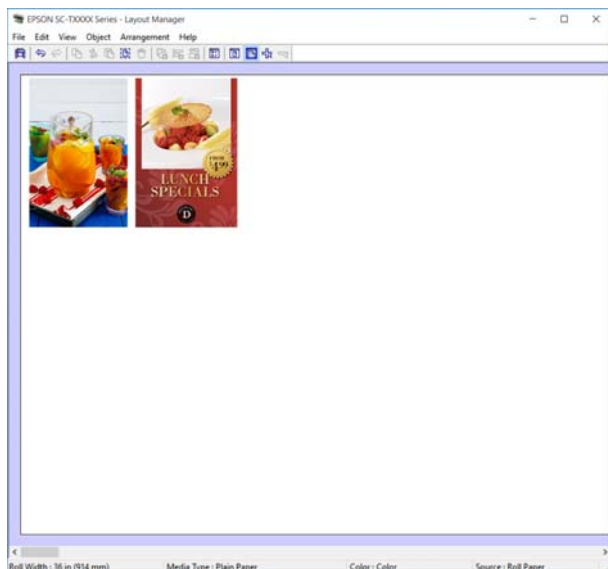 EPSON SC-TXXXX Series - Layout Manager
File Edit View Object Arrangement Help
FROM
$4.99
LUNCH
SPECIALS
D
Roll Width : 36 in (914 mm) Media Type : Plain Paper Color : Color Source : Roll Paper